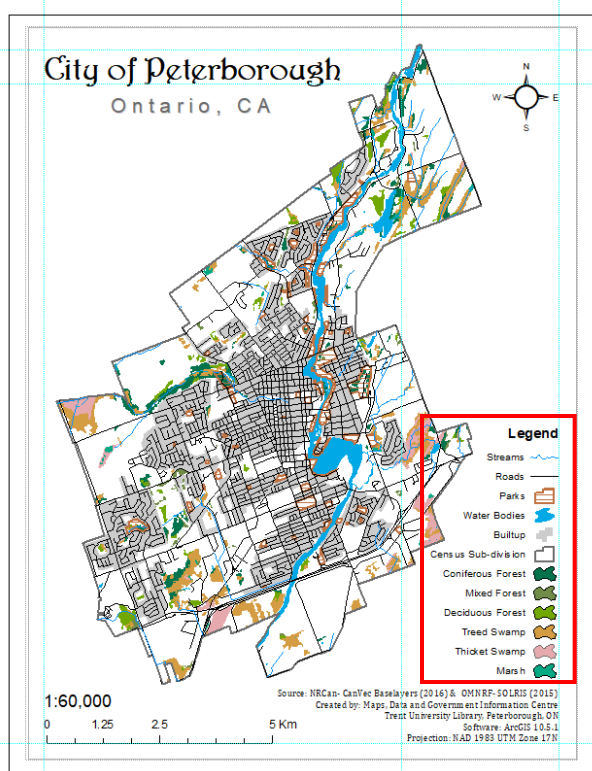 City of Peterborough
Ontario, CA
N
W E
S
Legend
Streams
Roads
Parks
Water Bodies
Builtup
Census Sub-division
Coniferous Forest
Mixed Forest
Deciduous Forest
Treed Swamp
Thicket Swamp
Marsh
1:60,000
0 1.25 2.5 5 Km
Source: NRCan- CanVec Baselayers (2016) & OMNRF- SOLRIS (2015)
Created by: Maps, Data and Government Information Centre
Trent University Library, Peterborough, ON
Software: ArcGIS 10.5.1
Projection: NAD 1983 UTM Zone 17N